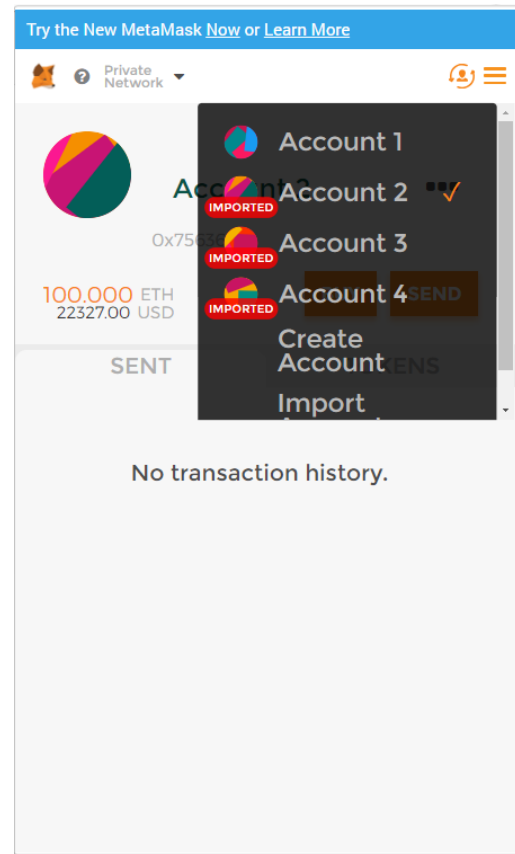 Try the New MetaMask Now or Learn More
Private
Network
Account 1
Account 2
IMPORTED
Account 3
IMPORTED
0x7563
Account 4
IMPORTED
100.000 ETH
SEND
22327.00 USD
Create
Account
SENT
Import
No transaction history.